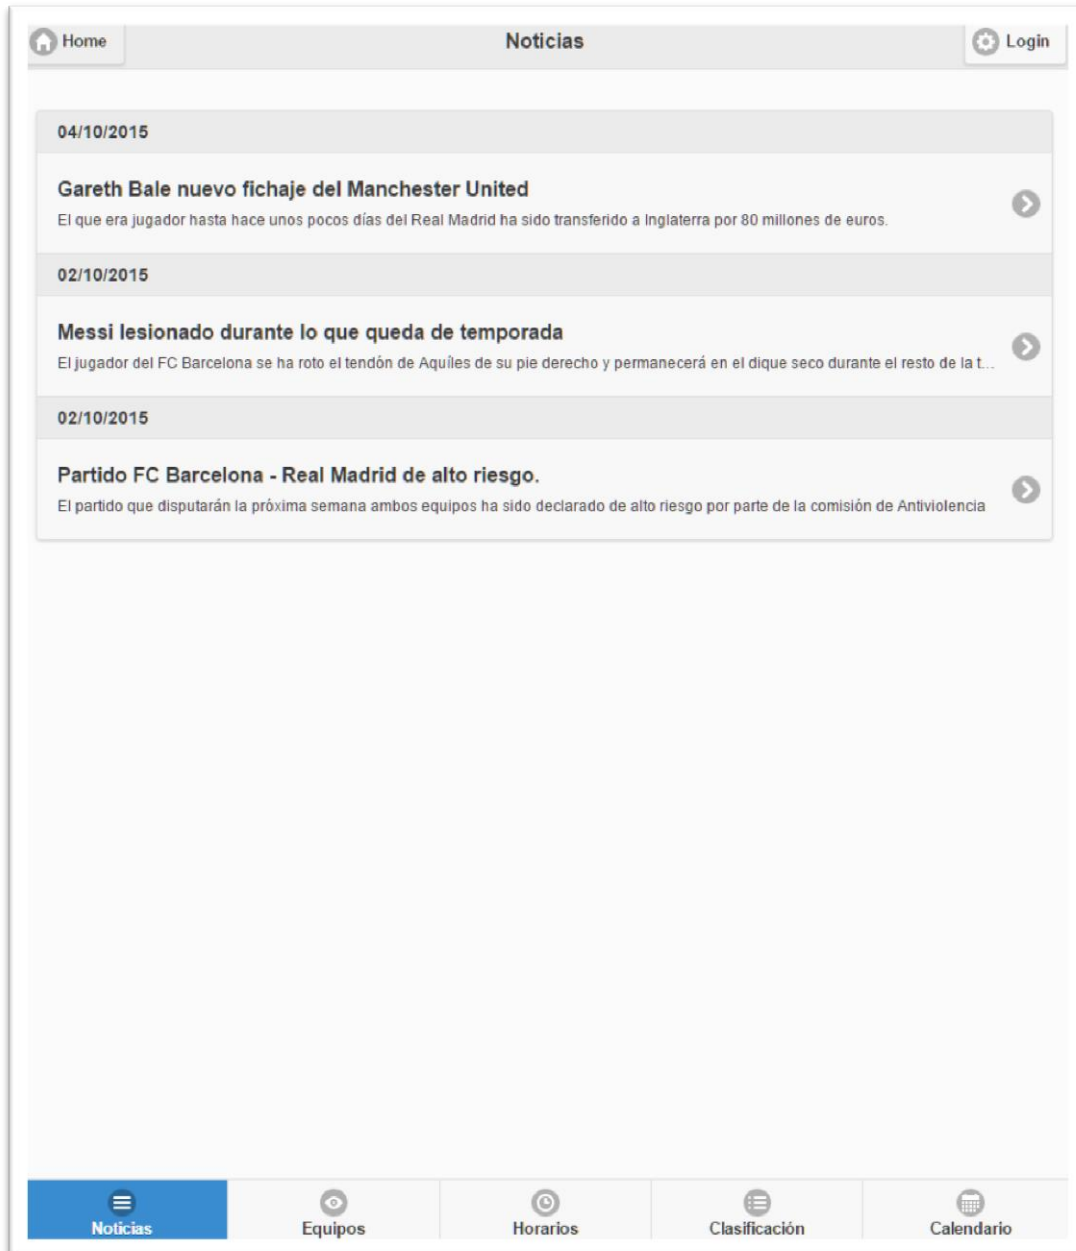 Home
Noticias
Login
04/10/2015
Gareth Bale nuevo fichaje del Manchester United
El que era jugador hasta hace unos pocos días del Real Madrid ha sido transferido a Inglaterra por 80 millones de euros.
02/10/2015
Messi lesionado durante lo que queda de temporada
El jugador del FC Barcelona se ha roto el tendón de Aquíles de su pie derecho y permanecerá en el dique seco durante el resto de la t...
02/10/2015
Partido FC Barcelona - Real Madrid de alto riesgo.
El partido que disputarán la próxima semana ambos equipos ha sido declarado de alto riesgo por parte de la comisión de Antiviolencia
Noticias
Equipos
Horarios
Clasificación
Calendario